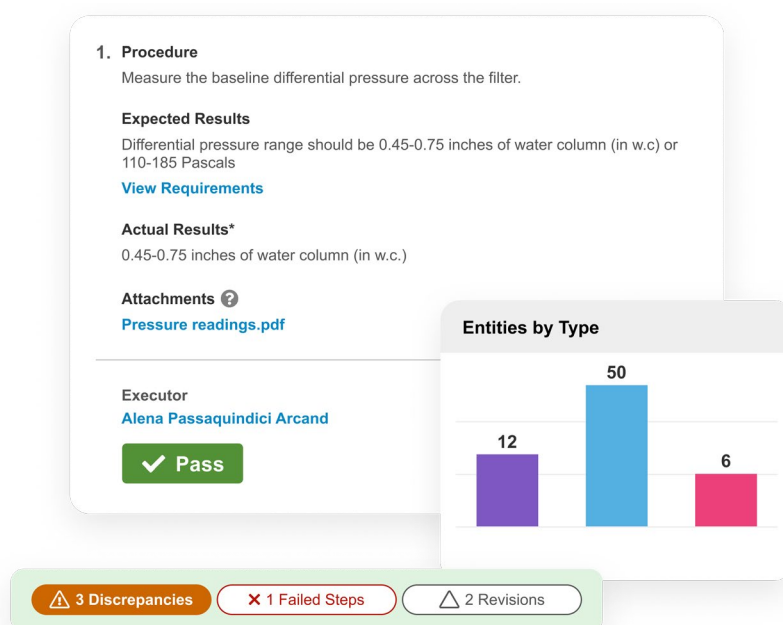 1. Procedure
Measure the baseline differential pressure across the filter.
Expected Results
Differential pressure range should be 0.45-0.75 inches of water column (in w.c) or
110-185 Pascals
View Requirements
Actual Results*
0.45-0.75 inches of water column (in w.c.)
Attachments ?
Pressure readings.pdf
Executor
Alena Passaquindici Arcand
Pass
Entities by Type
50
12
6
3 Discrepancies
1 Failed Steps
2 Revisions